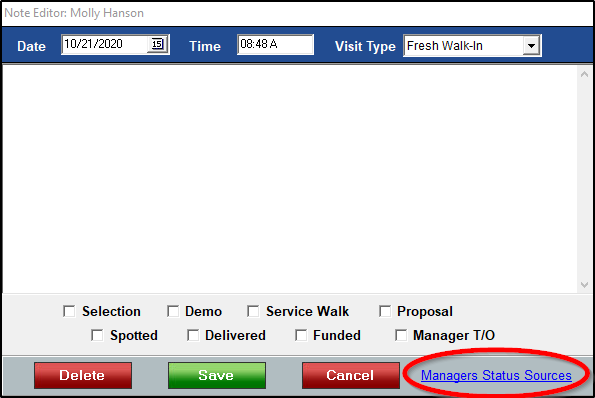 Note Editor: Molly Hanson
Date 10/21/2020 15 Time 08:48 A Visit Type Fresh Walk-In
Selection Demo Service Walk Proposal
Spotted Delivered Funded Manager T/O
Delete Save Cancel Managers Status Sources